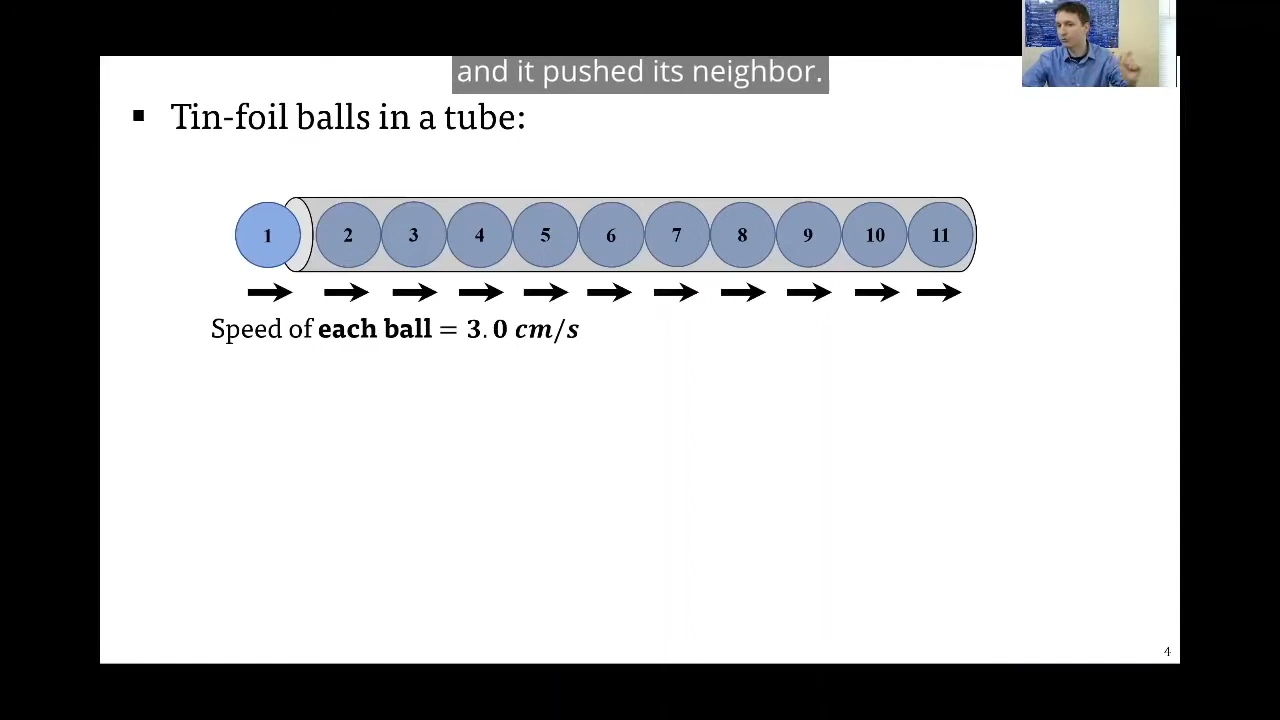 and it pushed its neighbor.
▪ Tin-foil balls in a tube:
1 2 3 4 5 6 7 8 9 10 11
Speed of each ball = 3.0 cm/s
4